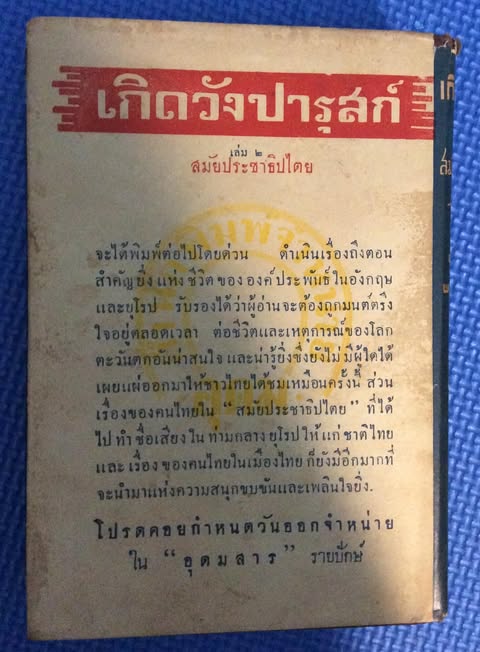 เกิดวังปารุสก์
เล่ม ๒
สมัยประชาธิปไตย
จะได้พิมพ์ต่อไปโดยด่วน ดำเนินเรื่องถึงตอน
สำคัญยิ่ง แห่งชีวิตขององค์ประพันธ์ในอังกฤษ
และยุโรป รับรองได้ว่าผู้อ่านจะต้องถูกมนต์ตรึง
ใจอยู่ตลอดเวลา ต่อชีวิตและเหตุการณ์ของโลก
ตะวันตกอันน่าสนใจ และน่ารู้ยิ่งซึ่งยังไม่มีผู้ใดได้
เผยแผ่ออกมาให้ชาวไทยได้ชมเหมือนครั้งนี้ ส่วน
เรื่องของคนไทยใน “สมัยประชาธิปไตย” ที่ได้
ไปทำชื่อเสียงในท่ามกลางยุโรปให้แก่ชาติไทย
และเรื่องของคนไทยในเมืองไทย ก็ยังมีอีกมากที่
จะนำมาแห่งความสนุกขบขันและเพลินใจยิ่ง.
โปรดคอยกำหนดวันออกจำหน่าย
ใน “อุดมสาร” รายปักษ์